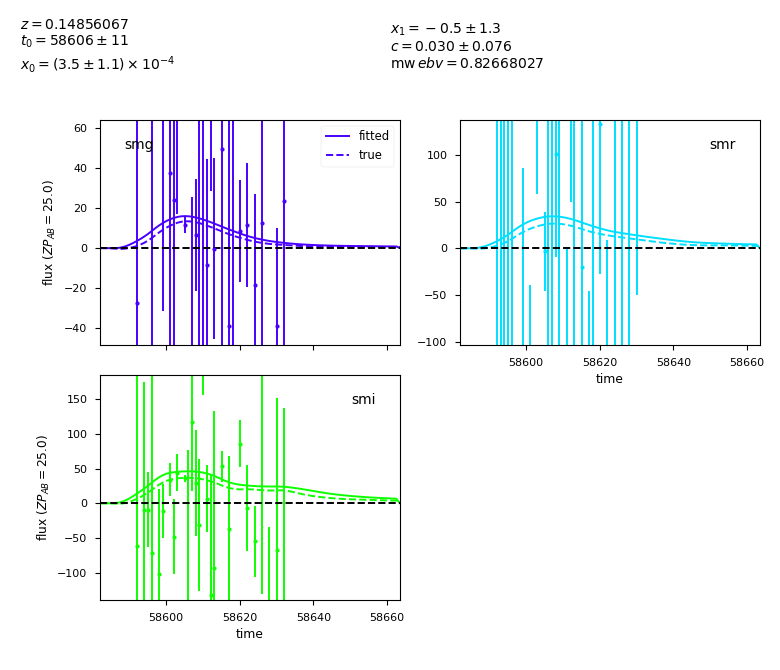 z = 0.14856067
t₀ = 58606 ± 11
x₀ = (3.5 ± 1.1) × 10⁻⁴
x₁ = −0.5 ± 1.3
c = 0.030 ± 0.076
mw ebv = 0.82668027
smg
fitted
true
60
40
20
0
−20
−40
flux (ZP_AB = 25.0)
smr
100
50
0
−50
−100
58600 58620 58640 58660
time
smi
150
100
50
0
−50
−100
flux (ZP_AB = 25.0)
58600 58620 58640 58660
time